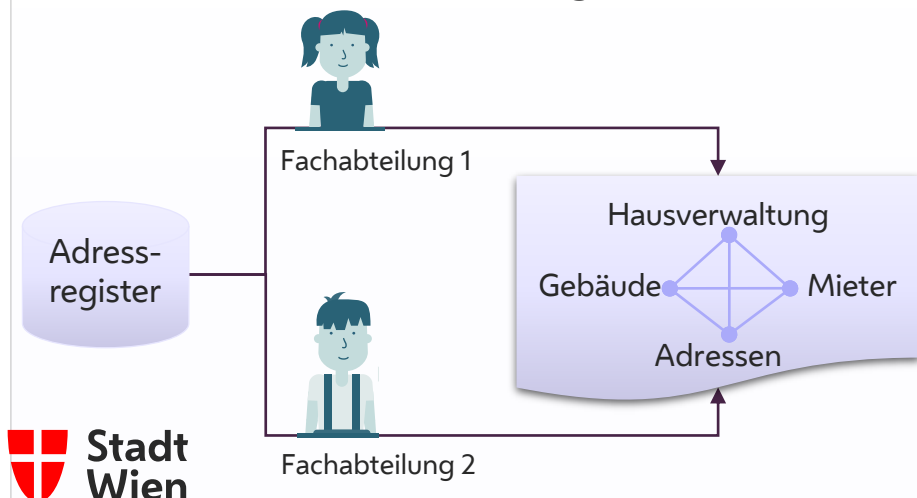 Fachabteilung 1
Adress-
register
Hausverwaltung
Gebäude
Mieter
Adressen
Fachabteilung 2
Stadt
Wien